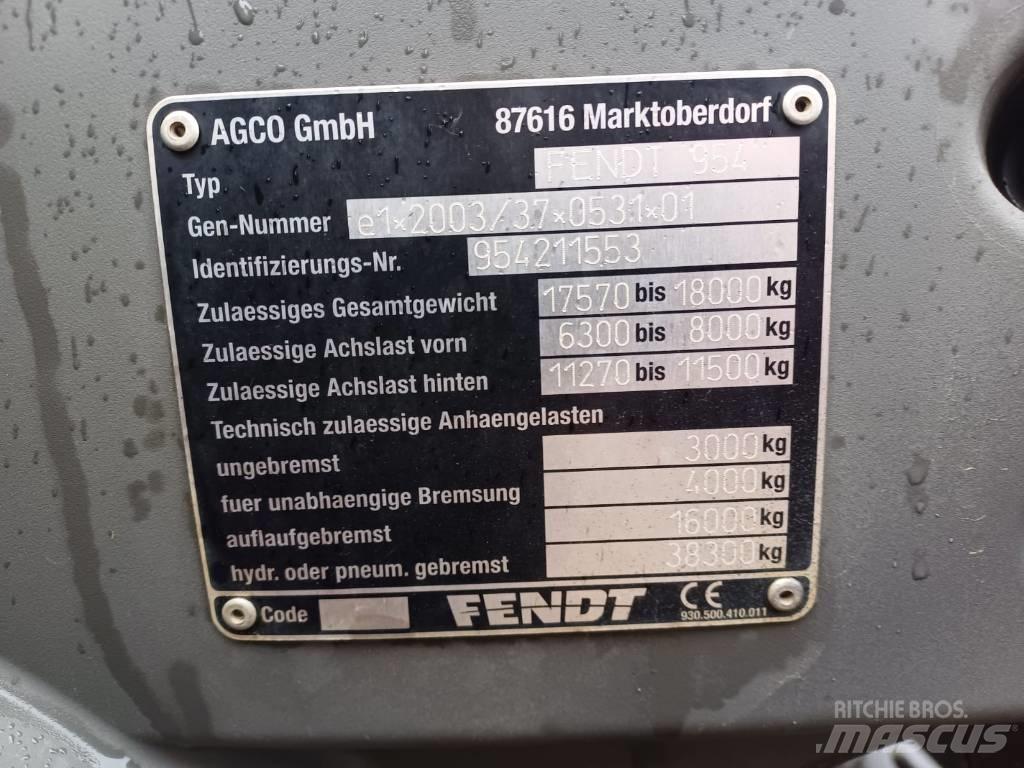 AGCO GmbH 87616 Marktoberdorf
Typ FENDT 954
Gen-Nummer e1*2003/37*0531*01
Identifizierungs-Nr. 954211553
Zulaessiges Gesamtgewicht 17570 bis 18000 kg
Zulaessige Achslast vorn 6300 bis 8000 kg
Zulaessige Achslast hinten 11270 bis 11500 kg
Technisch zulaessige Anhaengelasten
ungebremst 3000 kg
fuer unabhaengige Bremsung 4000 kg
auflaufgebremst 16000 kg
hydr. oder pneum. gebremst 38300 kg
Code FENDT CE
930.500.410.011
RITCHIE BROS.
MASCUS